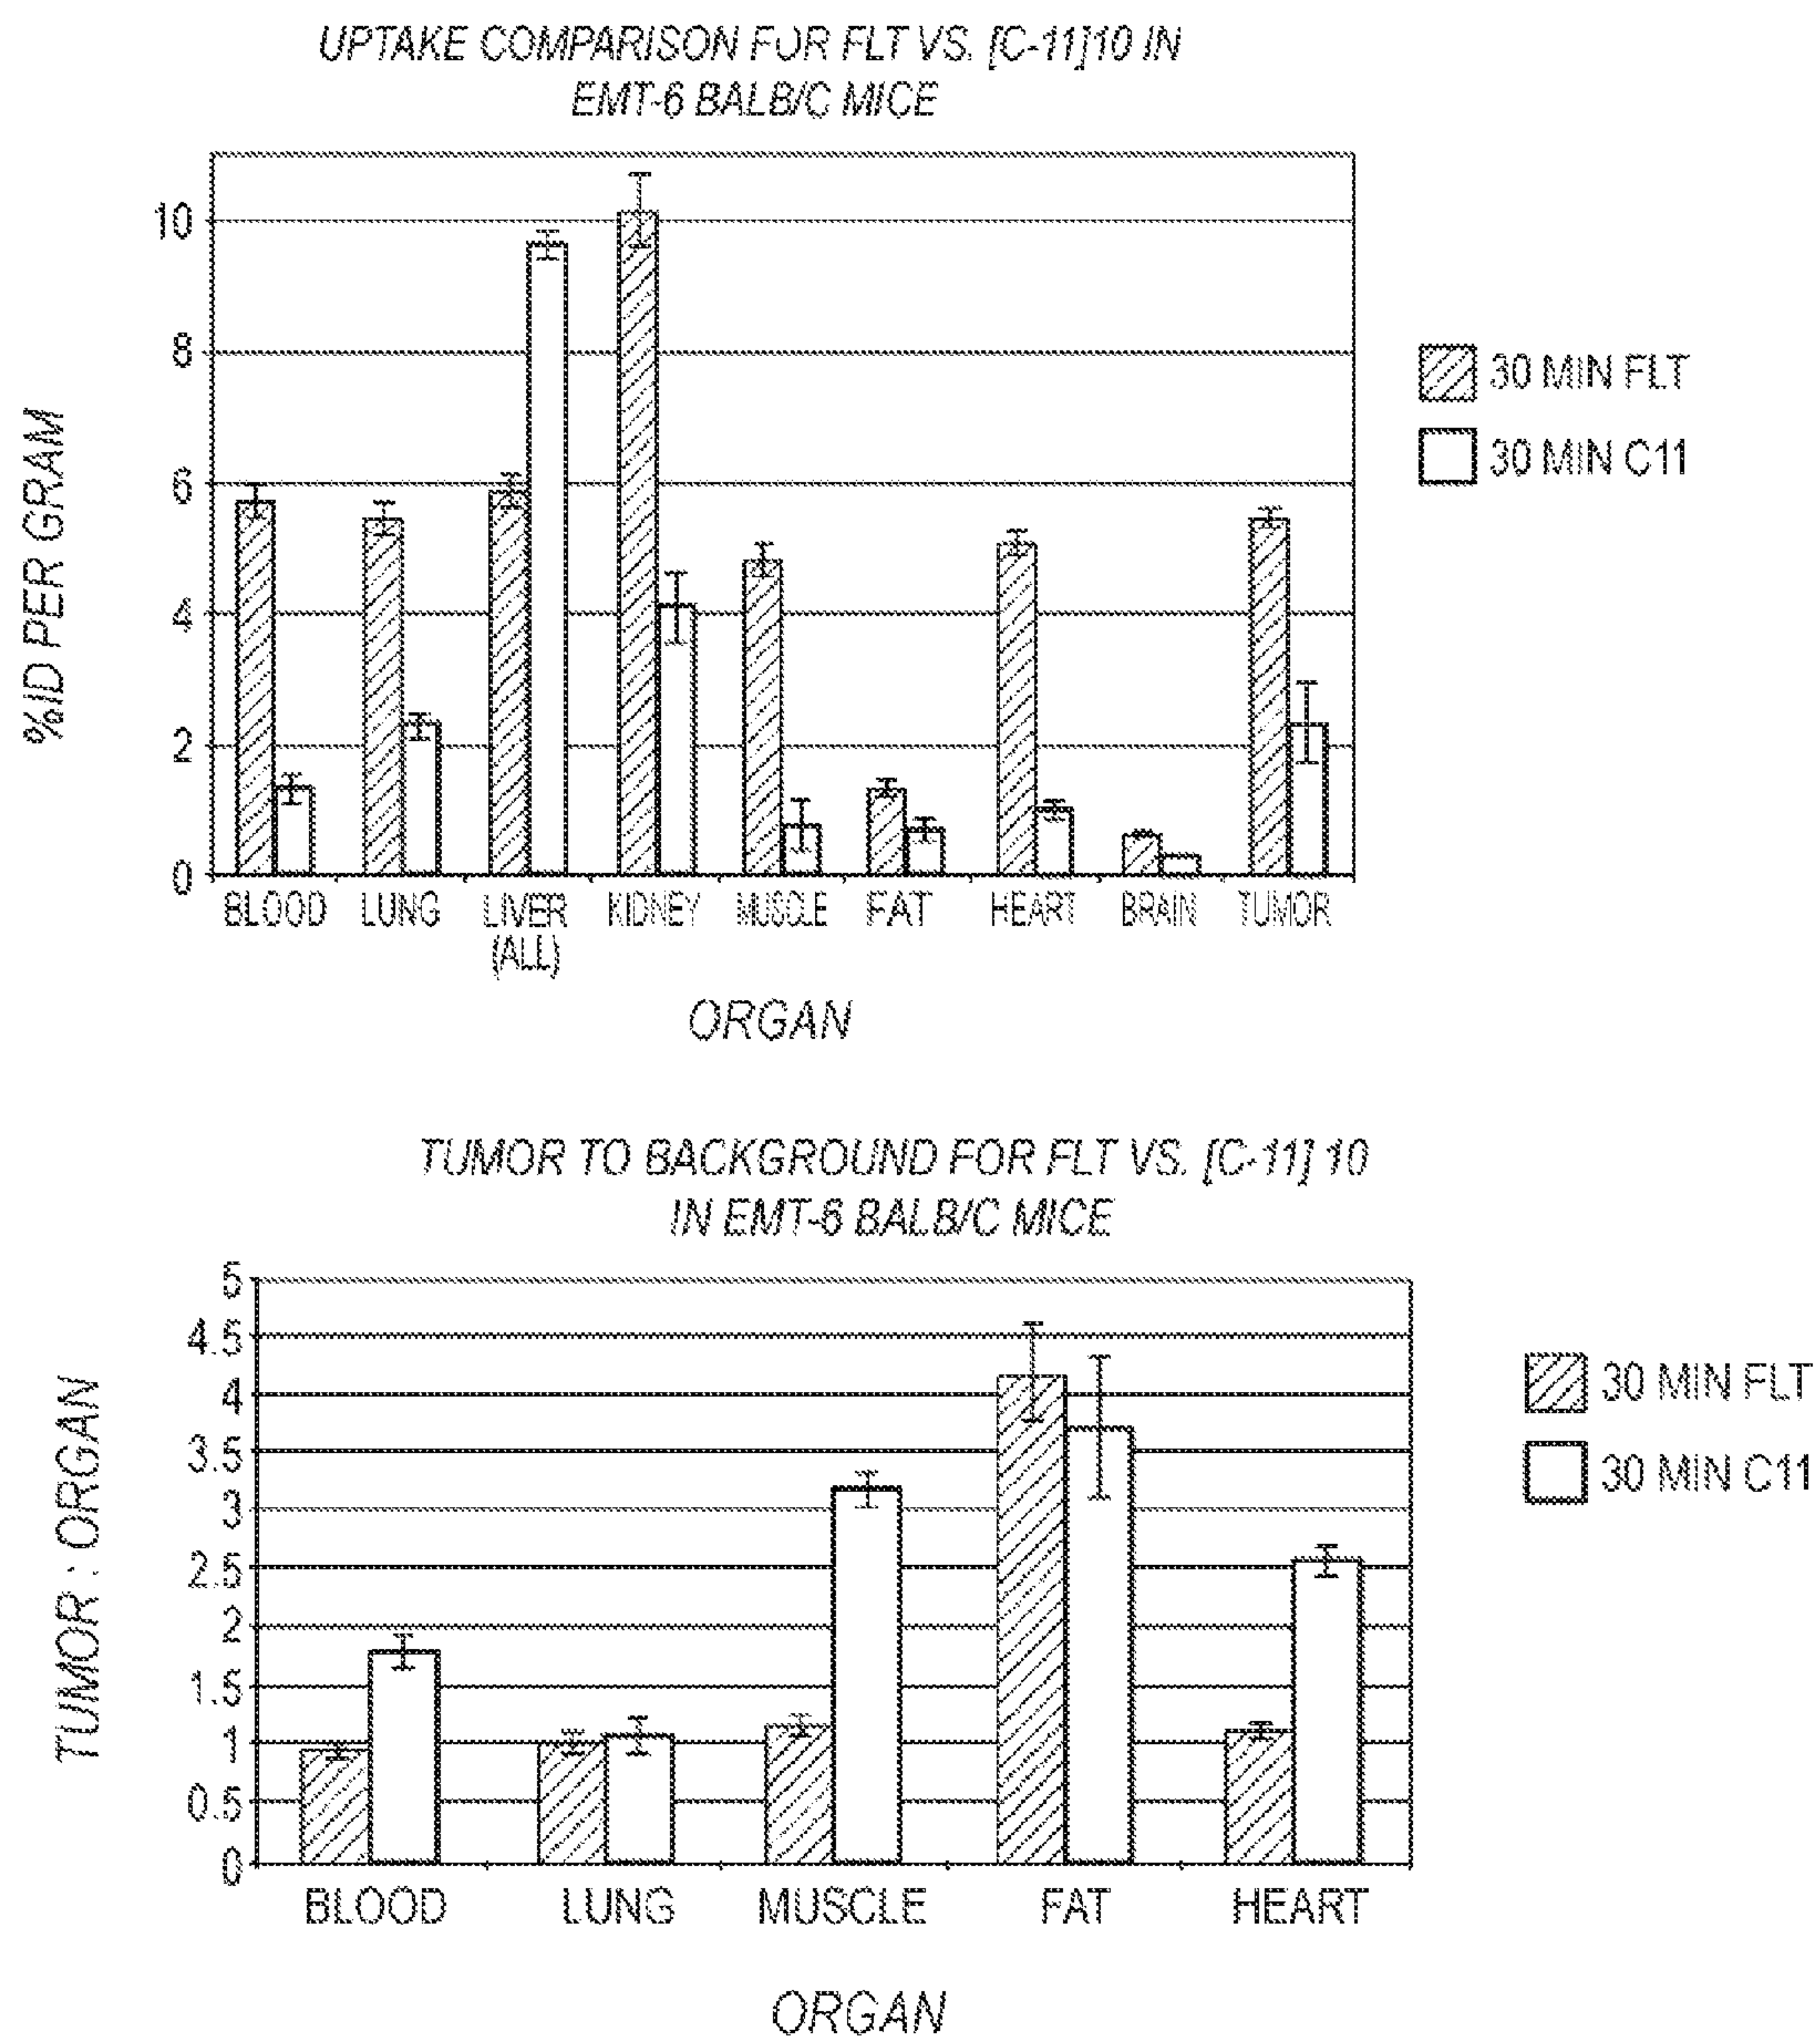 UPTAKE COMPARISON FOR FLT VS. [C-11]10 IN
EMT-6 BALB/C MICE
%ID PER GRAM
10
8
6
4
2
0
BLOOD LUNG LIVER KIDNEY MUSCLE FAT HEART BRAIN TUMOR
(ALL)
ORGAN
30 MIN FLT
30 MIN C11
TUMOR TO BACKGROUND FOR FLT VS. [C-11] 10
IN EMT-6 BALB/C MICE
TUMOR : ORGAN
5
4.5
4
3.5
3
2.5
2
1.5
1
0.5
0
BLOOD LUNG MUSCLE FAT HEART
ORGAN
30 MIN FLT
30 MIN C11